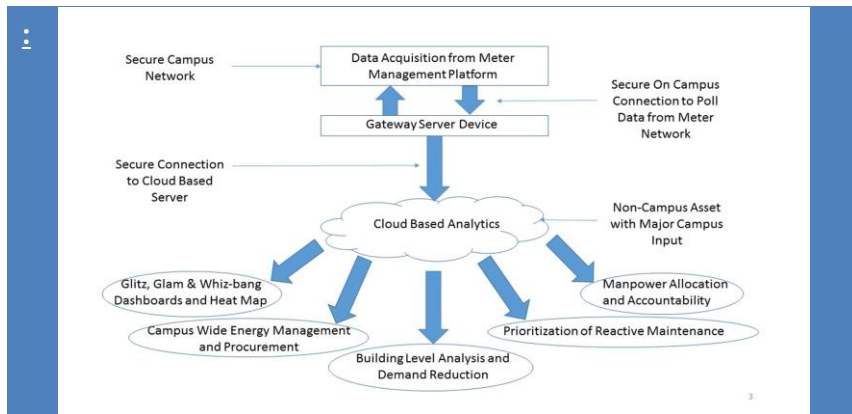 :
Secure Campus
Network
Data Acquisition from Meter
Management Platform
Secure On Campus
Connection to Poll
Data from Meter
Network
Gateway Server Device
Secure Connection
to Cloud Based
Server
Cloud Based Analytics
Non-Campus Asset
with Major Campus
Input
Glitz, Glam & Whiz-bang
Dashboards and Heat Map
Manpower Allocation
and Accountability
Campus Wide Energy Management
and Procurement
Prioritization of Reactive Maintenance
Building Level Analysis and
Demand Reduction
3